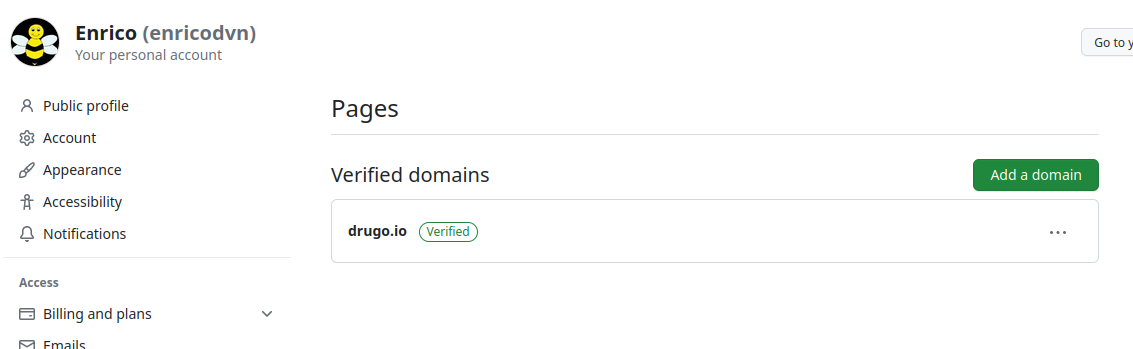 Enrico (enricodvn)
Your personal account
Go to y
Public profile
Account
Appearance
Accessibility
Notifications
Access
Billing and plans
Emails
Pages
Verified domains
Add a domain
drugo.io Verified